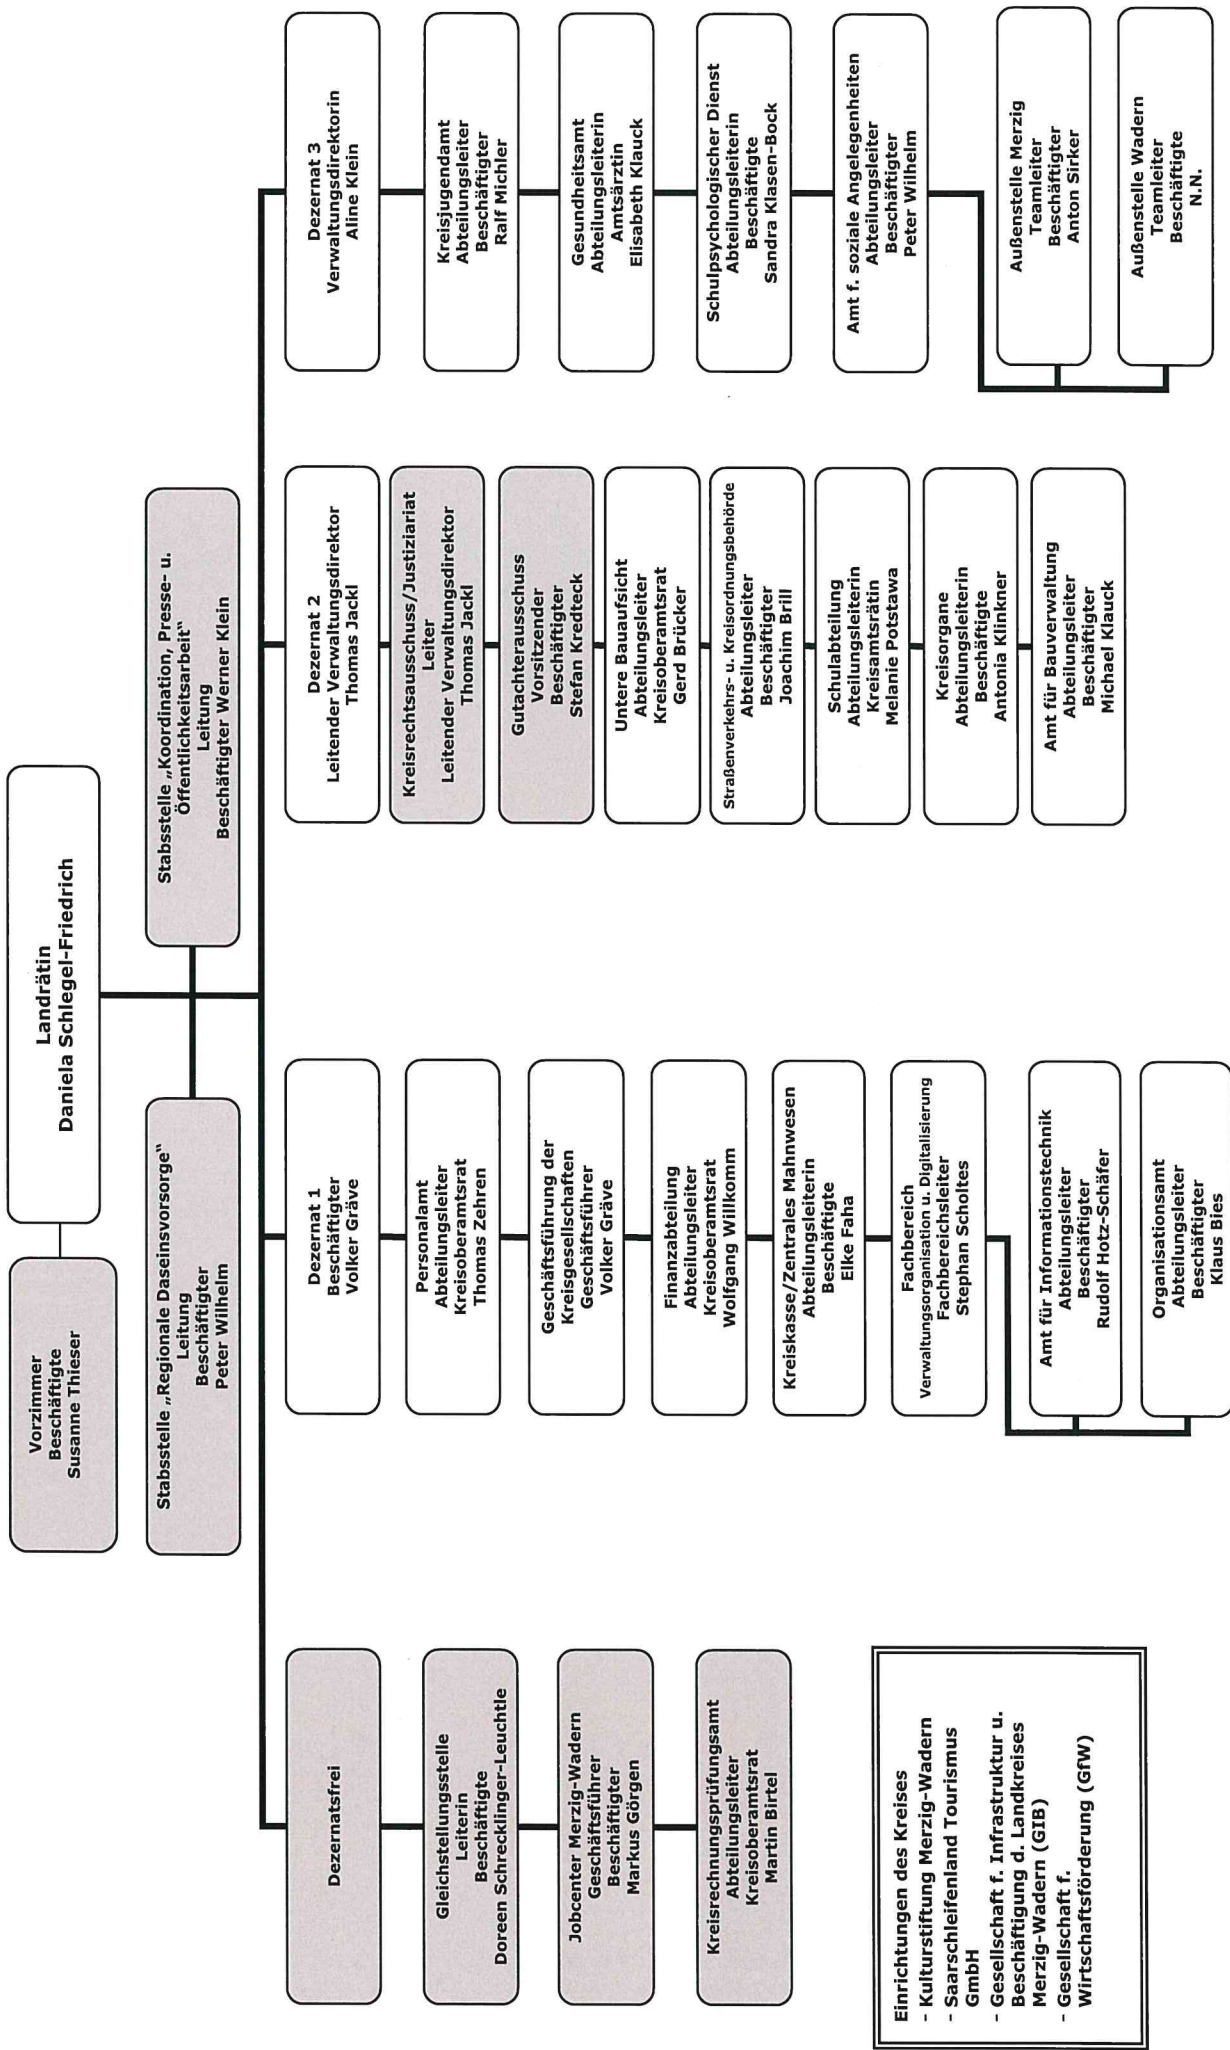 Landrätin
Daniela Schlegel-Friedrich
Vorzimmer
Beschäftigte
Susanne Thieser
Stabsstelle „Regionale Daseinsvorsorge“
Leitung
Beschäftigter
Peter Wilhelm
Stabsstelle „Koordination, Presse- u.
Öffentlichkeitsarbeit“
Leitung
Beschäftigter Werner Klein
Dezernatsfrei
Gleichstellungsstelle
Leiterin
Beschäftigte
Doreen Schrecklinger-Leuchtle
Jobcenter Merzig-Wadern
Geschäftsführer
Beschäftigter
Markus Görgen
Kreisrechnungsprüfungsamt
Abteilungsleiter
Kreisoberamtsrat
Martin Birtel
Einrichtungen des Kreises
- Kulturstiftung Merzig-Wadern
- Saarschleifenland Tourismus
GmbH
- Gesellschaft f. Infrastruktur u.
Beschäftigung d. Landkreises
Merzig-Wadern (GIB)
- Gesellschaft f.
Wirtschaftsförderung (GfW)
Dezernat 1
Beschäftigter
Volker Gräve
Personalamt
Abteilungsleiter
Kreisoberamtsrat
Thomas Zehren
Geschäftsführung der
Kreisgesellschaften
Geschäftsführer
Volker Gräve
Finanzabteilung
Abteilungsleiter
Kreisoberamtsrat
Wolfgang Willkomm
Kreiskasse/Zentrales Mahnwesen
Abteilungsleiterin
Beschäftigte
Elke Faha
Fachbereich
Verwaltungsorganisation u. Digitalisierung
Fachbereichsleiter
Stephan Scholtes
Amt für Informationstechnik
Abteilungsleiter
Beschäftigter
Rudolf Hotz-Schäfer
Organisationsamt
Abteilungsleiter
Beschäftigter
Klaus Bies
Dezernat 2
Leitender Verwaltungsdirektor
Thomas Jackl
Kreisrechtsausschuss/Justiziariat
Leiter
Leitender Verwaltungsdirektor
Thomas Jackl
Gutachterausschuss
Vorsitzender
Beschäftigter
Stefan Kredteck
Untere Bauaufsicht
Abteilungsleiter
Kreisoberamtsrat
Gerd Brücker
Straßenverkehrs- u. Kreisordnungsbehörde
Abteilungsleiter
Beschäftigter
Joachim Brill
Schulabteilung
Abteilungsleiterin
Kreisamtsrätin
Melanie Potstawa
Kreisorgane
Abteilungsleiterin
Beschäftigte
Antonia Klinkner
Amt für Bauverwaltung
Abteilungsleiter
Beschäftigter
Michael Klauck
Dezernat 3
Verwaltungsdirektorin
Aline Klein
Kreisjugendamt
Abteilungsleiter
Beschäftigter
Ralf Michler
Gesundheitsamt
Abteilungsleiterin
Amtsärztin
Elisabeth Klauck
Schulpsychologischer Dienst
Abteilungsleiterin
Beschäftigte
Sandra Klasen-Bock
Amt f. soziale Angelegenheiten
Abteilungsleiter
Beschäftigter
Peter Wilhelm
Außenstelle Merzig
Teamleiter
Beschäftigter
Anton Sirker
Außenstelle Wadern
Teamleiter
Beschäftigte
N.N.